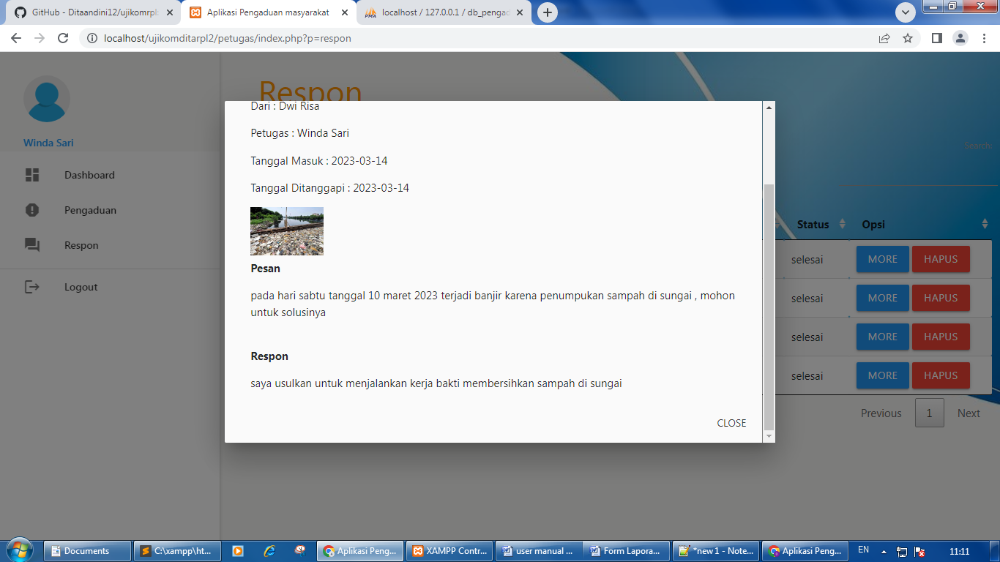 GitHub - Ditaandini12/ujikomrpl
Aplikasi Pengaduan masyarakat
localhost / 127.0.0.1 / db_pengad
localhost/ujikomditarpl2/petugas/index.php?p=respon
Winda Sari
Dashboard
Pengaduan
Respon
Logout
Respon
Search:
Dari : Dwi Risa
Petugas : Winda Sari
Tanggal Masuk : 2023-03-14
Tanggal Ditanggapi : 2023-03-14
Pesan
pada hari sabtu tanggal 10 maret 2023 terjadi banjir karena penumpukan sampah di sungai , mohon
untuk solusinya
Respon
saya usulkan untuk menjalankan kerja bakti membersihkan sampah di sungai
CLOSE
Status Opsi
selesai MORE HAPUS
selesai MORE HAPUS
selesai MORE HAPUS
selesai MORE HAPUS
Previous 1 Next
Documents
C:\xampp\ht...
Aplikasi Peng...
XAMPP Contr...
user manual ...
Form Lapora...
*new 1 - Note...
Aplikasi Peng...
EN
11:11